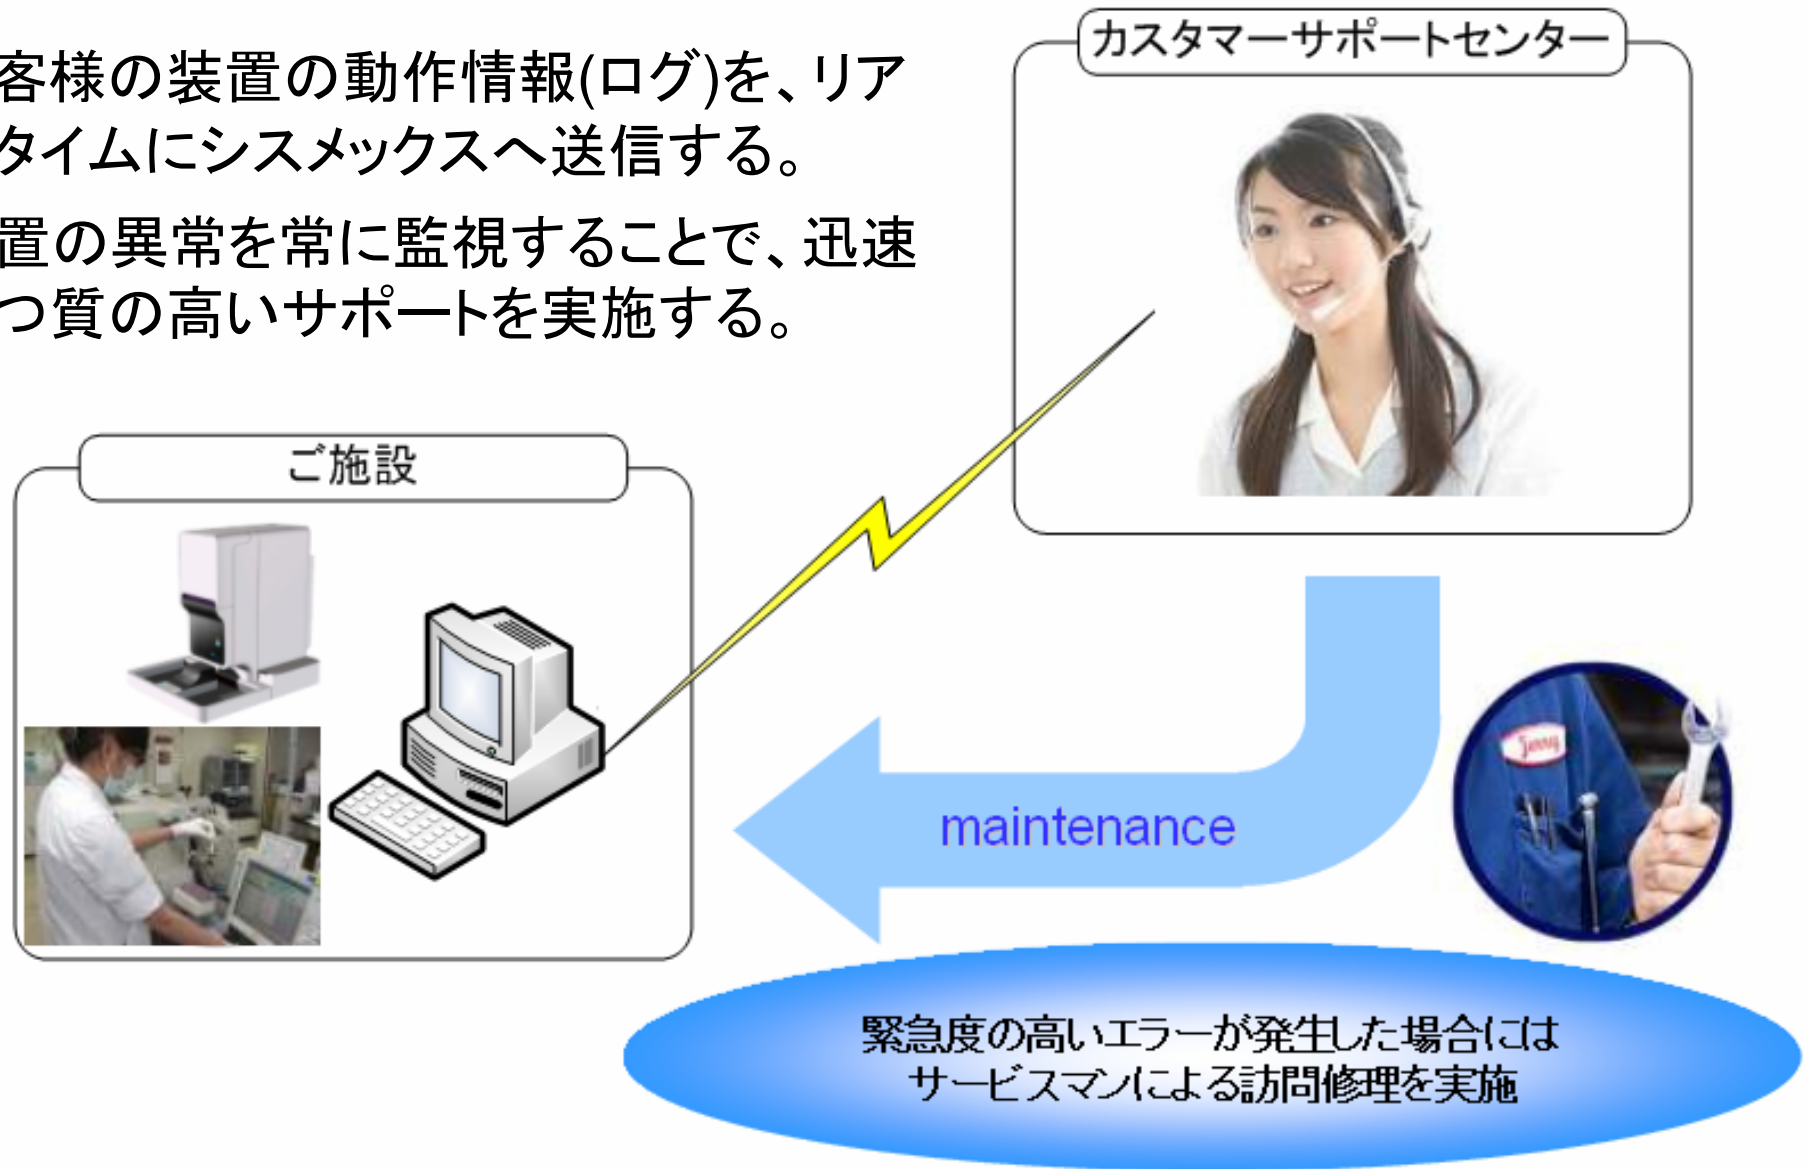 客様の装置の動作情報(ログ)を、リア
タイムにシスメックスへ送信する。
置の異常を常に監視することで、迅速
つ質の高いサポートを実施する。
カスタマーサポートセンター
ご施設
maintenance
Jerry
緊急度の高いエラーが発生した場合には
サービスマンによる訪問修理を実施